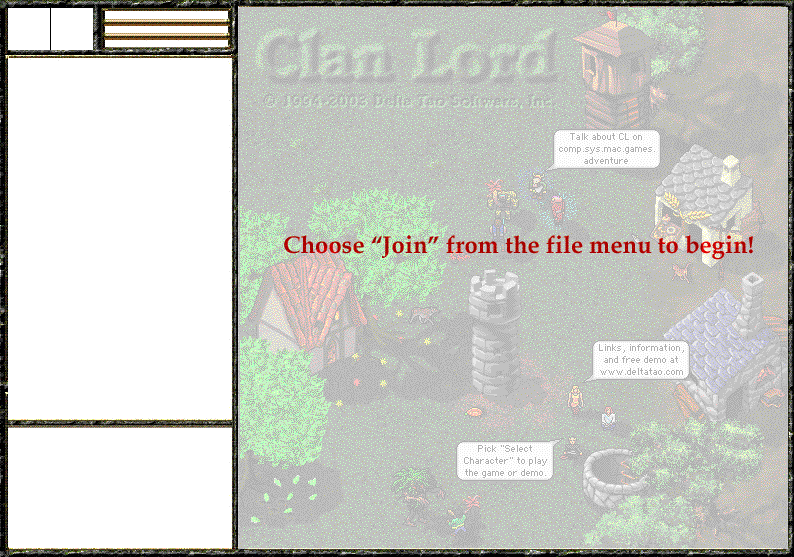 Clan Lord
© 1994-2003 Delta Tao Software, Inc.
Talk about CL on
comp.sys.mac.games.
adventure
Choose “Join” from the file menu to begin!
Links, information,
and free demo at
www.deltatao.com
Pick "Select
Character" to play
the game or demo.